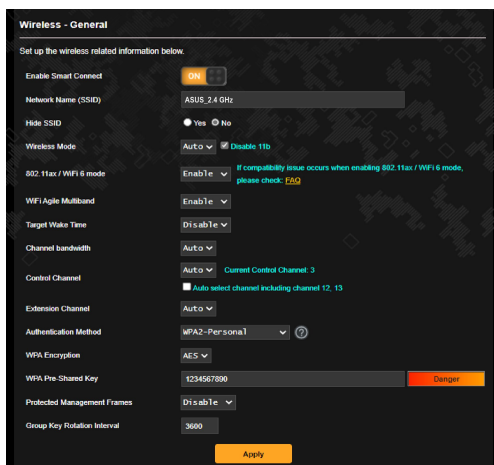 Wireless - General
Set up the wireless related information below.
Enable Smart Connect ON
Network Name (SSID) ASUS_2.4 GHz
Hide SSID Yes No
Wireless Mode Auto Disable 11b
802.11ax / WiFi 6 mode Enable If compatibility issue occurs when enabling 802.11ax / WiFi 6 mode,
please check: FAQ
WiFi Agile Multiband Enable
Target Wake Time Disable
Channel bandwidth Auto
Control Channel Auto Current Control Channel: 3
Auto select channel including channel 12, 13
Extension Channel Auto
Authentication Method WPA2-Personal ?
WPA Encryption AES
WPA Pre-Shared Key 1234567890 Danger
Protected Management Frames Disable
Group Key Rotation Interval 3600
Apply